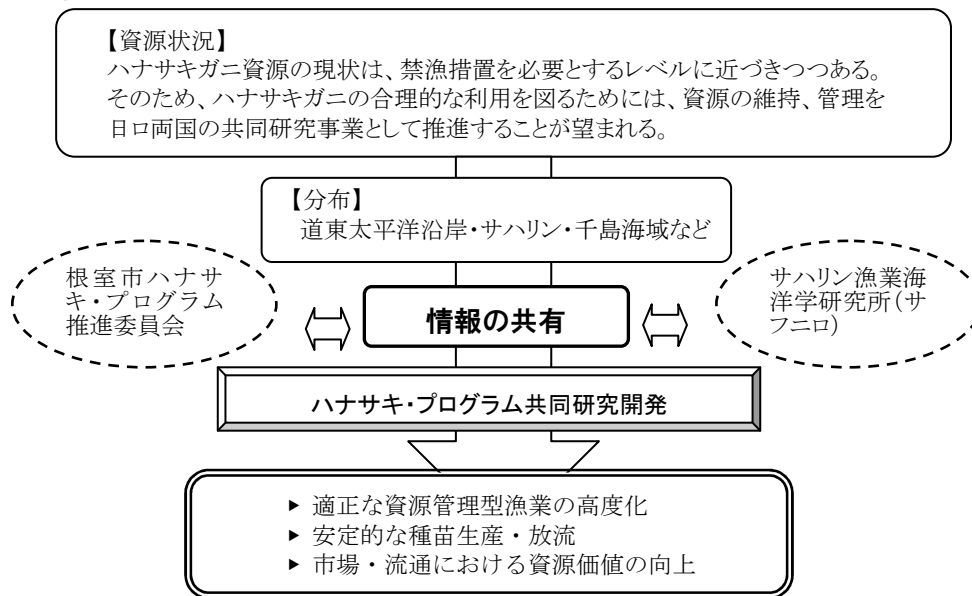 【資源状況】
ハナサキガニ資源の現状は、禁漁措置を必要とするレベルに近づきつつある。
そのため、ハナサキガニの合理的な利用を図るためには、資源の維持、管理を
日ロ両国の共同研究事業として推進することが望まれる。
【分布】
道東太平洋沿岸・サハリン・千島海域など
根室市ハナサ
キ・プログラム
推進委員会
情報の共有
サハリン漁業海
洋学研究所(サ
フニロ)
ハナサキ・プログラム共同研究開発
▶ 適正な資源管理型漁業の高度化
▶ 安定的な種苗生産・放流
▶ 市場・流通における資源価値の向上